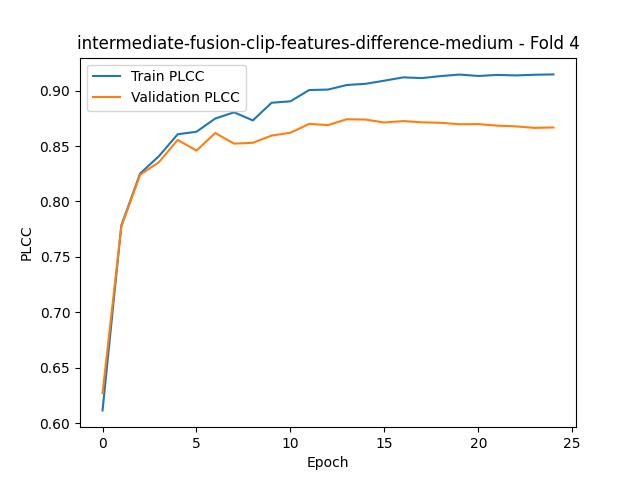 intermediate-fusion-clip-features-difference-medium - Fold 4
Train PLCC
Validation PLCC
0.90
0.85
0.80
0.75
0.70
0.65
0.60
PLCC
0 5 10 15 20 25
Epoch